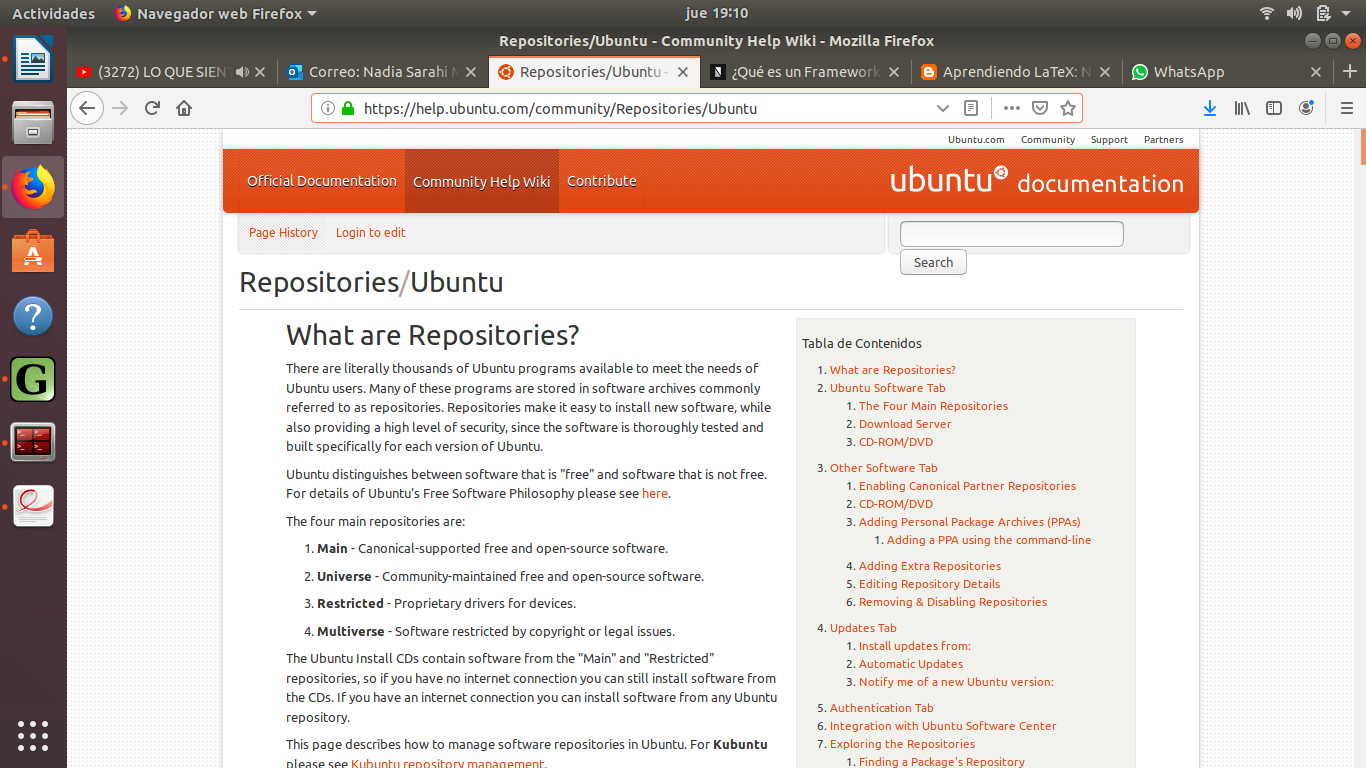 Actividades
Navegador web Firefox
jue 19:10
Repositories/Ubuntu - Community Help Wiki - Mozilla Firefox
(3272) LO QUE SIEN
Correo: Nadia Sarahi M
Repositories/Ubuntu -
¿Qué es un Framework
Aprendiendo LaTeX: N
WhatsApp
https://help.ubuntu.com/community/Repositories/Ubuntu
Ubuntu.com Community Support Partners
Official Documentation Community Help Wiki Contribute
ubuntu documentation
Page History Login to edit
Search
Repositories/Ubuntu
What are Repositories?
There are literally thousands of Ubuntu programs available to meet the needs of
Ubuntu users. Many of these programs are stored in software archives commonly
referred to as repositories. Repositories make it easy to install new software, while
also providing a high level of security, since the software is thoroughly tested and
built specifically for each version of Ubuntu.
Ubuntu distinguishes between software that is "free" and software that is not free.
For details of Ubuntu's Free Software Philosophy please see here.
The four main repositories are:
1. Main - Canonical-supported free and open-source software.
2. Universe - Community-maintained free and open-source software.
3. Restricted - Proprietary drivers for devices.
4. Multiverse - Software restricted by copyright or legal issues.
The Ubuntu Install CDs contain software from the "Main" and "Restricted"
repositories, so if you have no internet connection you can still install software from
the CDs. If you have an internet connection you can install software from any Ubuntu
repository.
This page describes how to manage software repositories in Ubuntu. For Kubuntu
please see Kubuntu repository management.
Tabla de Contenidos
1. What are Repositories?
2. Ubuntu Software Tab
1. The Four Main Repositories
2. Download Server
3. CD-ROM/DVD
3. Other Software Tab
1. Enabling Canonical Partner Repositories
2. CD-ROM/DVD
3. Adding Personal Package Archives (PPAs)
1. Adding a PPA using the command-line
4. Adding Extra Repositories
5. Editing Repository Details
6. Removing & Disabling Repositories
4. Updates Tab
1. Install updates from:
2. Automatic Updates
3. Notify me of a new Ubuntu version:
5. Authentication Tab
6. Integration with Ubuntu Software Center
7. Exploring the Repositories
1. Finding a Package's Repository